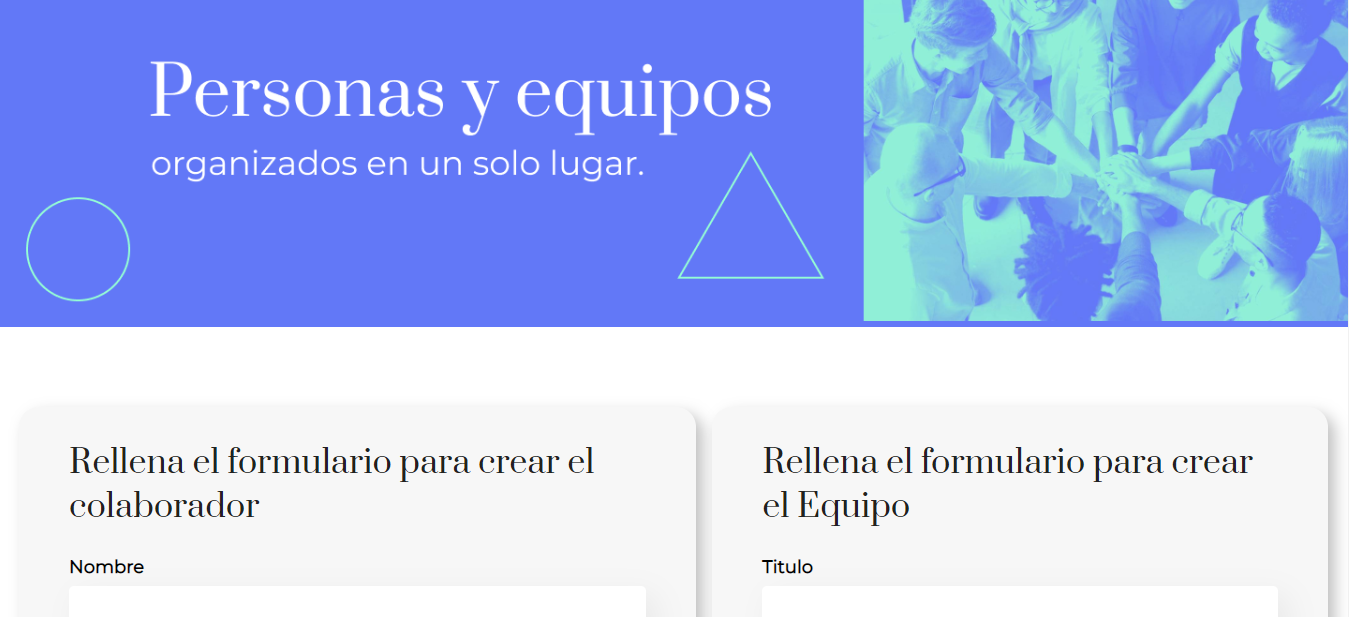 Personas y equipos
organizados en un solo lugar.
Rellena el formulario para crear el
colaborador
Nombre
Rellena el formulario para crear
el Equipo
Titulo